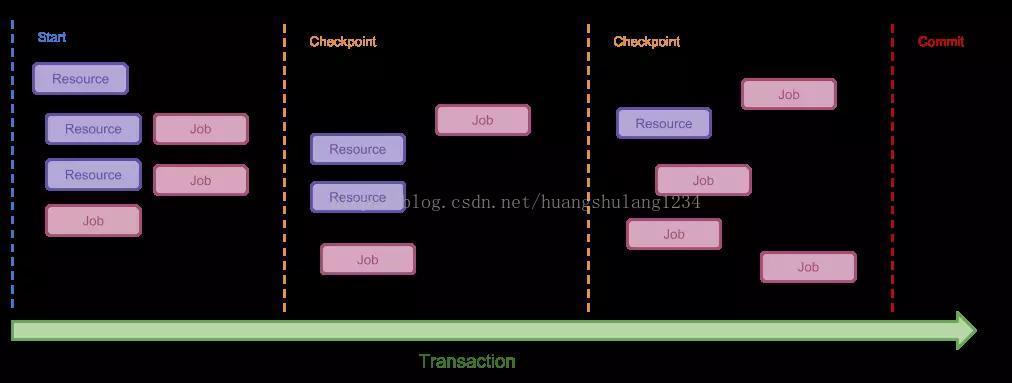 Start
Resource
Resource
Job
Resource
Job
Job
Checkpoint
Job
Resource
Resource
Job
Checkpoint
Job
Resource
Job
Job
Job
Commit
blog.csdn.net/huangshulang1234
Transaction